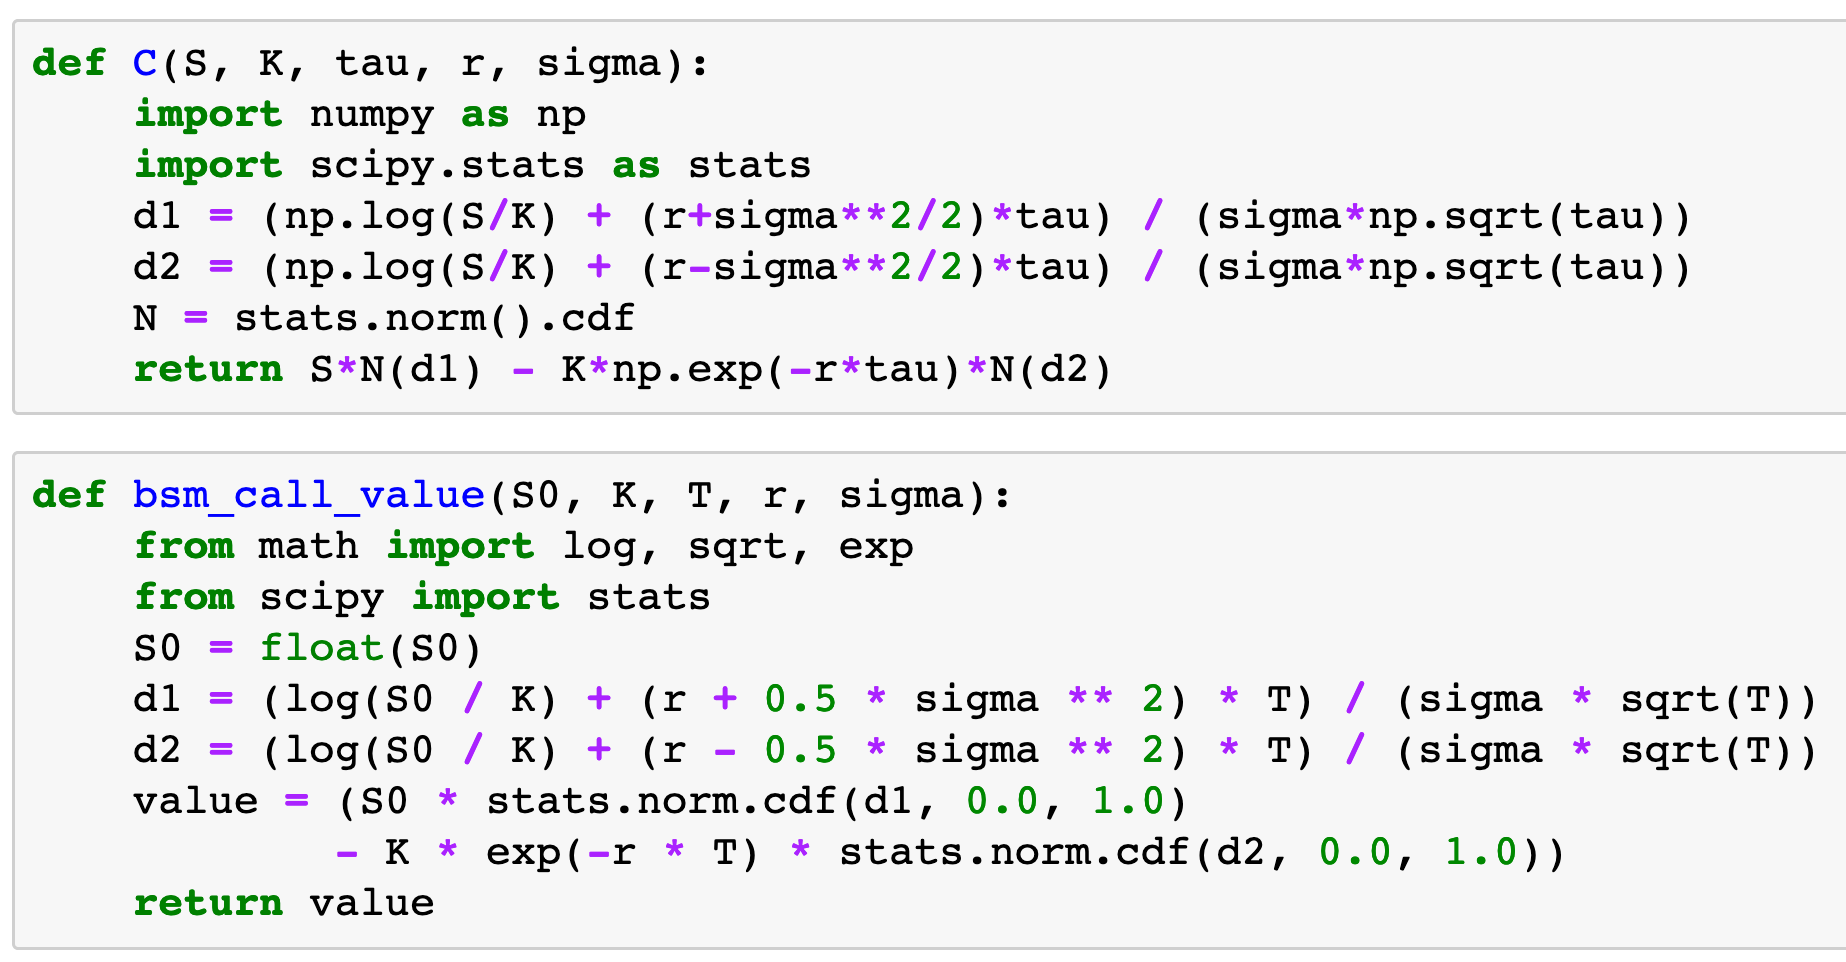 def C(S, K, tau, r, sigma):
    import numpy as np
    import scipy.stats as stats
    d1 = (np.log(S/K) + (r+sigma**2/2)*tau) / (sigma*np.sqrt(tau))
    d2 = (np.log(S/K) + (r-sigma**2/2)*tau) / (sigma*np.sqrt(tau))
    N = stats.norm().cdf
    return S*N(d1) - K*np.exp(-r*tau)*N(d2)
def bsm_call_value(S0, K, T, r, sigma):
    from math import log, sqrt, exp
    from scipy import stats
    S0 = float(S0)
    d1 = (log(S0 / K) + (r + 0.5 * sigma ** 2) * T) / (sigma * sqrt(T))
    d2 = (log(S0 / K) + (r - 0.5 * sigma ** 2) * T) / (sigma * sqrt(T))
    value = (S0 * stats.norm.cdf(d1, 0.0, 1.0)
            - K * exp(-r * T) * stats.norm.cdf(d2, 0.0, 1.0))
    return value